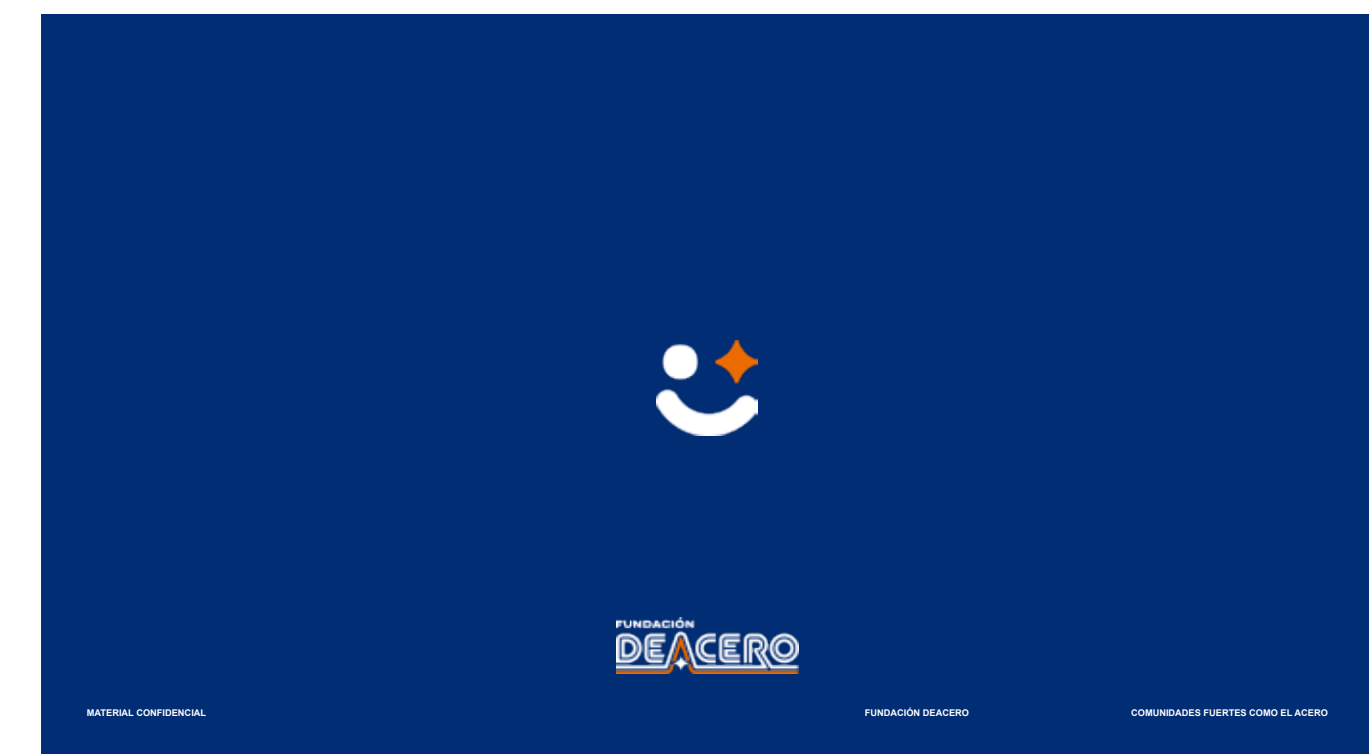 FUNDACIÓN
DEACERO
MATERIAL CONFIDENCIAL
FUNDACIÓN DEACERO
COMUNIDADES FUERTES COMO EL ACERO